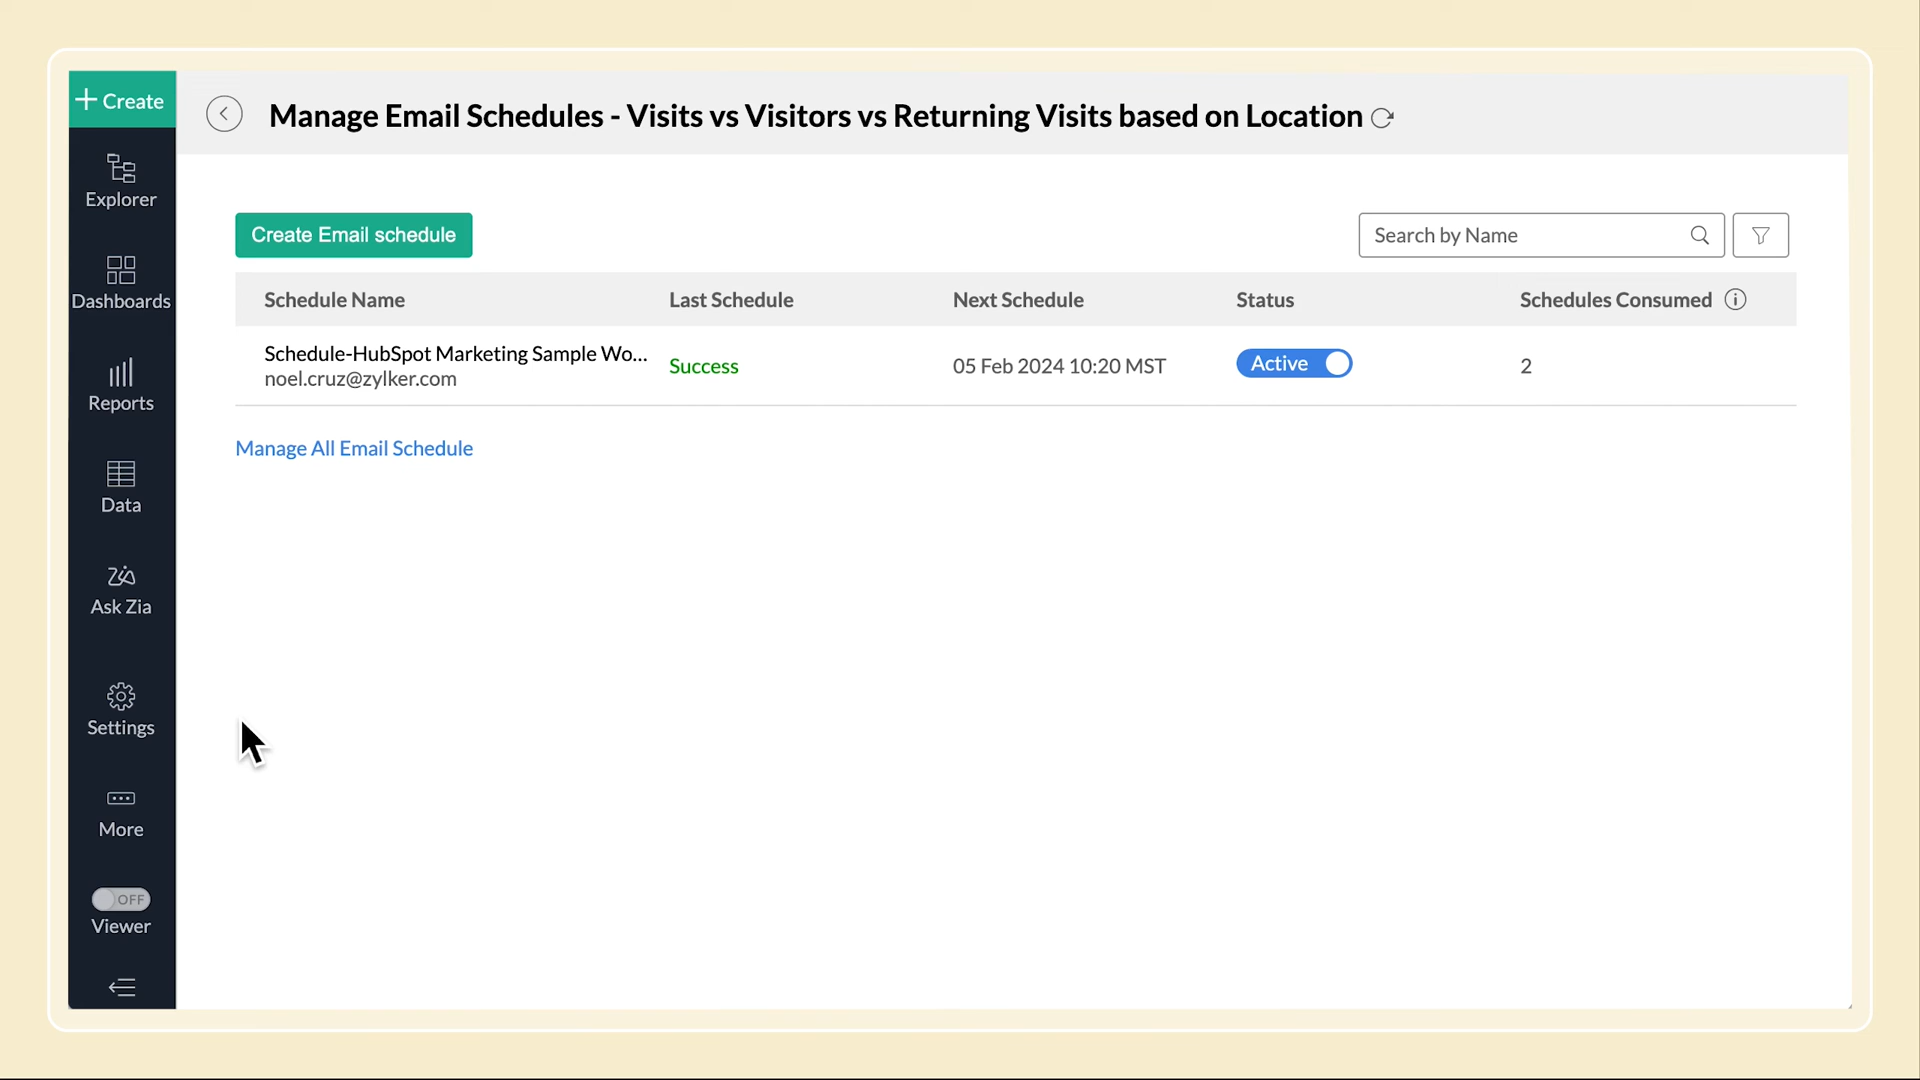 + Create
Manage Email Schedules - Visits vs Visitors vs Returning Visits based on Location
Explorer
Dashboards
Reports
Data
Ask Zia
Settings
More
OFF
Viewer
Create Email schedule
Search by Name
Schedule Name Last Schedule Next Schedule Status Schedules Consumed
Schedule-HubSpot Marketing Sample Wo...
noel.cruz@zylker.com
Success 05 Feb 2024 10:20 MST Active 2
Manage All Email Schedule